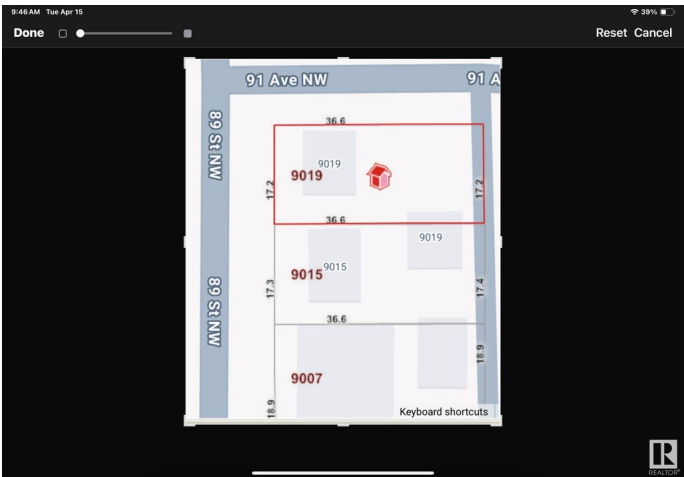 9:46 AM Tue Apr 15
39%
Done
Reset Cancel
91 Ave NW
91 A
89 St NW
36.6
9019
9019
17.2
17.2
36.6
9019
9015
9015
17.3
17.4
89 St NW
36.6
18.9
9007
18.9
Keyboard shortcuts
R
REALTOR®